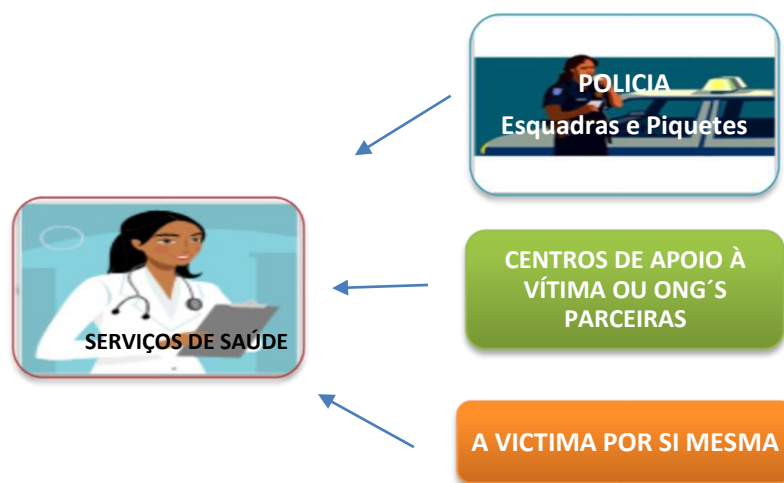 POLICIA
Esquadras e Piquetes
SERVIÇOS DE SAÚDE
CENTROS DE APOIO À
VÍTIMA OU ONG´S
PARCEIRAS
A VICTIMA POR SI MESMA